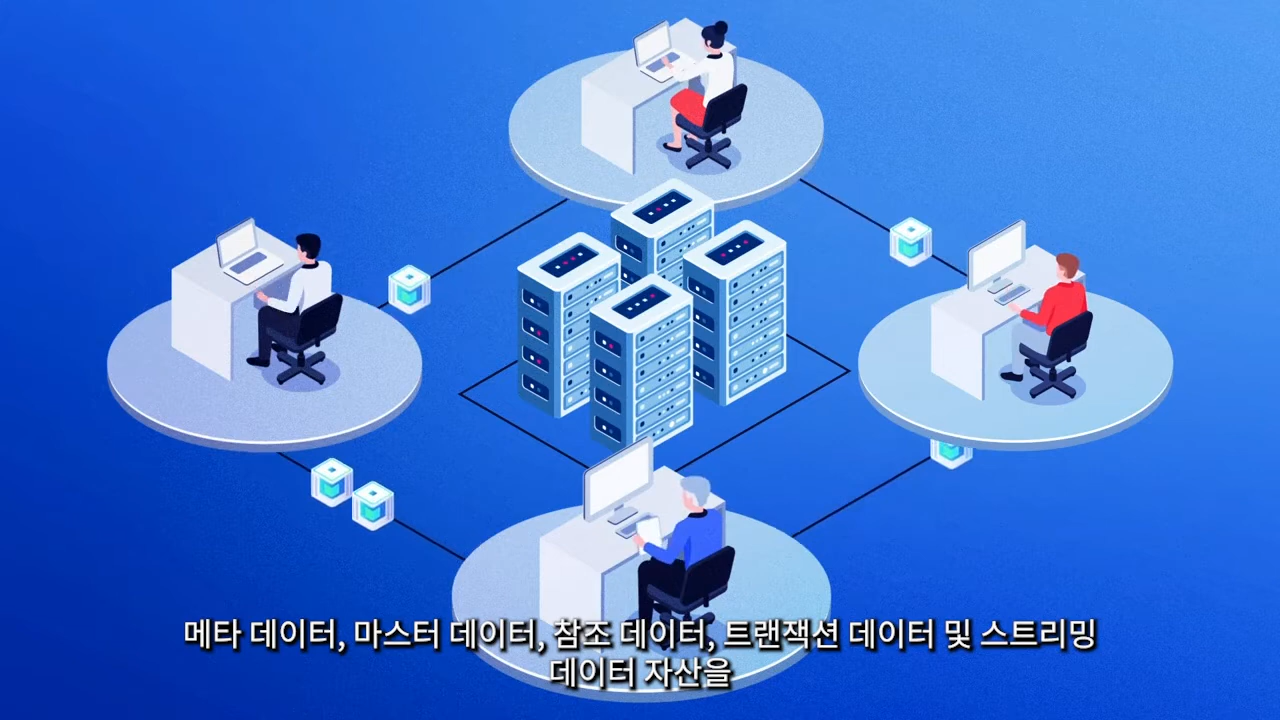 메타 데이터, 마스터 데이터, 참조 데이터, 트랜잭션 데이터 및 스트리밍
데이터 자산을